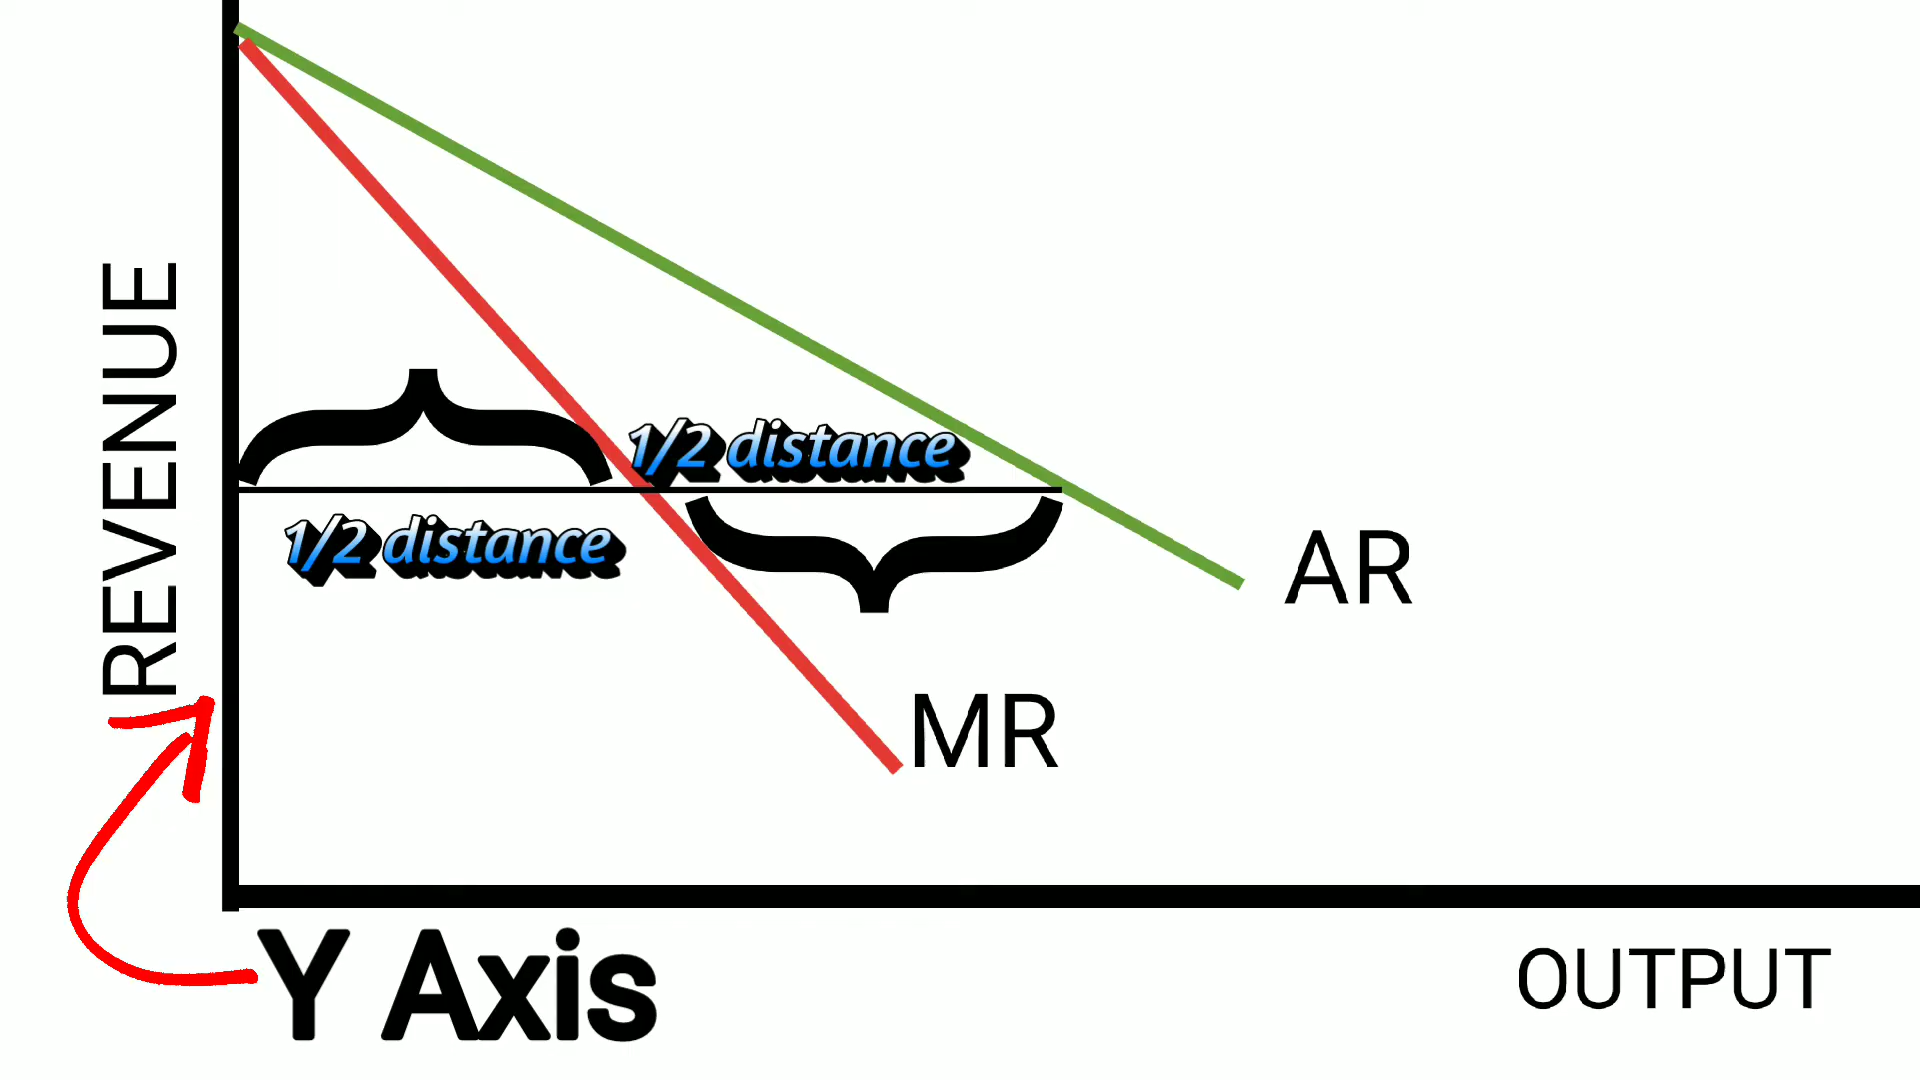 REVENUE
1/2 distance
1/2 distance
AR
MR
Y Axis
OUTPUT